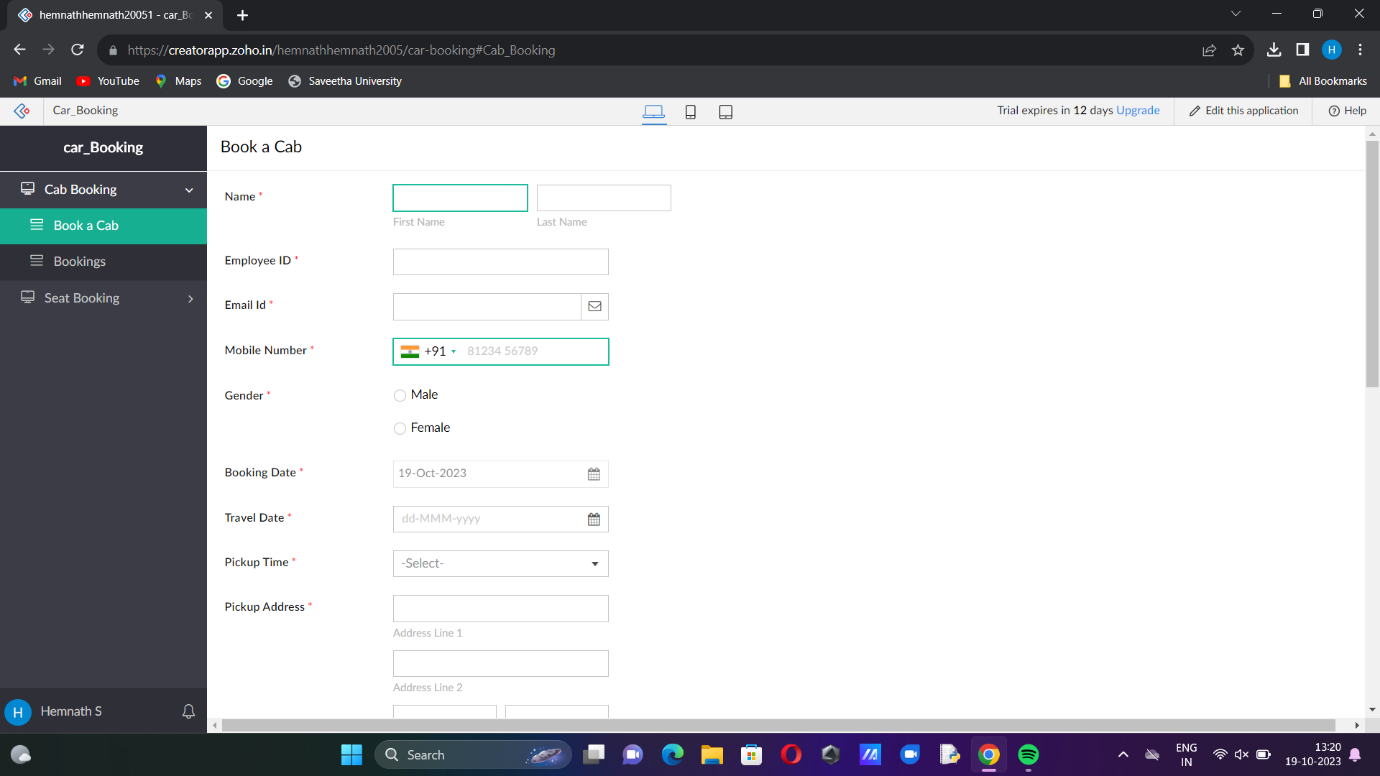 hemnathhemnath20051 - car_Bo
https://creatorapp.zoho.in/hemnathhemnath2005/car-booking#Cab_Booking
H
Gmail YouTube Maps Google Saveetha University All Bookmarks
Car_Booking Trial expires in 12 days Upgrade Edit this application Help
car_Booking
Cab Booking
Book a Cab
Bookings
Seat Booking
Book a Cab
Name *
First Name Last Name
Employee ID *
Email Id *
Mobile Number * +91 81234 56789
Gender * Male
Female
Booking Date * 19-Oct-2023
Travel Date * dd-MMM-yyyy
Pickup Time * -Select-
Pickup Address *
Address Line 1
Address Line 2
H Hemnath S
Search
ENG
IN
13:20
19-10-2023